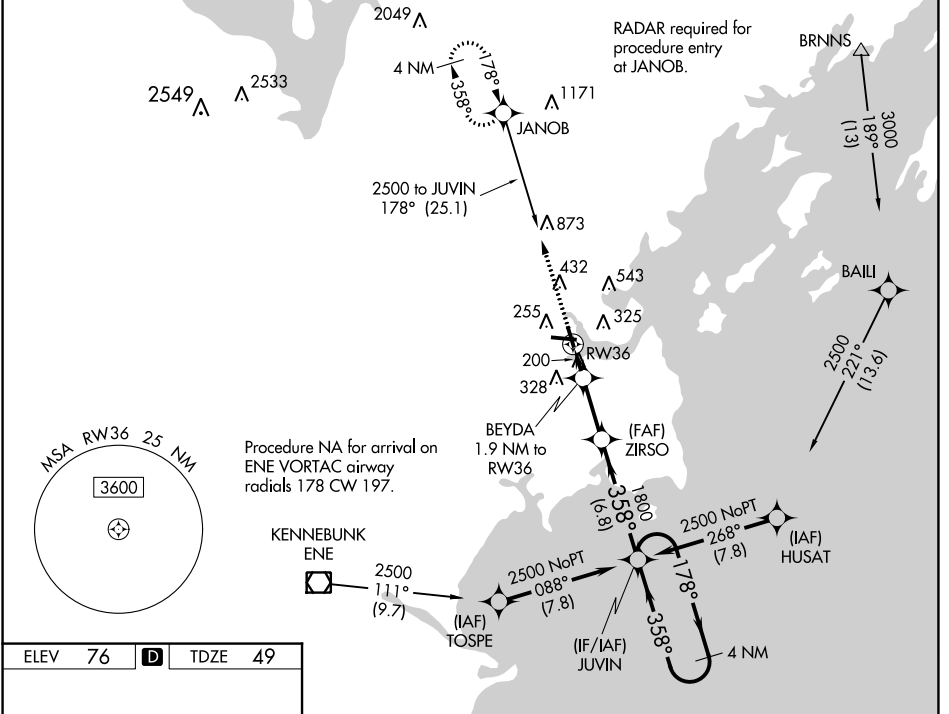 2049
RADAR required for
procedure entry
at JANOB.
BRNNS
4 NM
178°
358°
2549
2533
1171
JANOB
3000
189°
(13)
2500 to JUVIN
178° (25.1)
873
432
543
BAILI
255
325
RW36
200
328
2500
221°
(13.6)
BEYDA
1.9 NM to
RW36
(FAF)
ZIRSO
MSA RW36 25 NM
3600
Procedure NA for arrival on
ENE VORTAC airway
radials 178 CW 197.
1800
358°
(6.8)
KENNEBUNK
ENE
2500 NoPT
268°
(7.8)
(IAF)
HUSAT
2500
111°
(9.7)
2500 NoPT
088°
(7.8)
178°
(IAF)
TOSPE
(IF/IAF)
JUVIN
358°
4 NM
ELEV 76 D TDZE 49